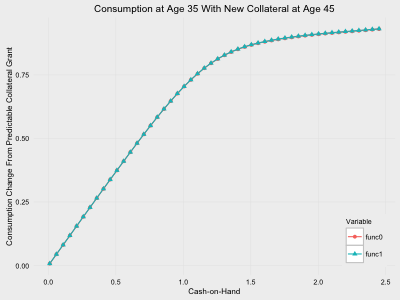 Consumption at Age 35 With New Collateral at Age 45
Consumption Change From Predictable Collateral Grant
0.75
0.50
0.25
0.00
0.0 0.5 1.0 1.5 2.0 2.5
Cash-on-Hand
Variable
func0
func1